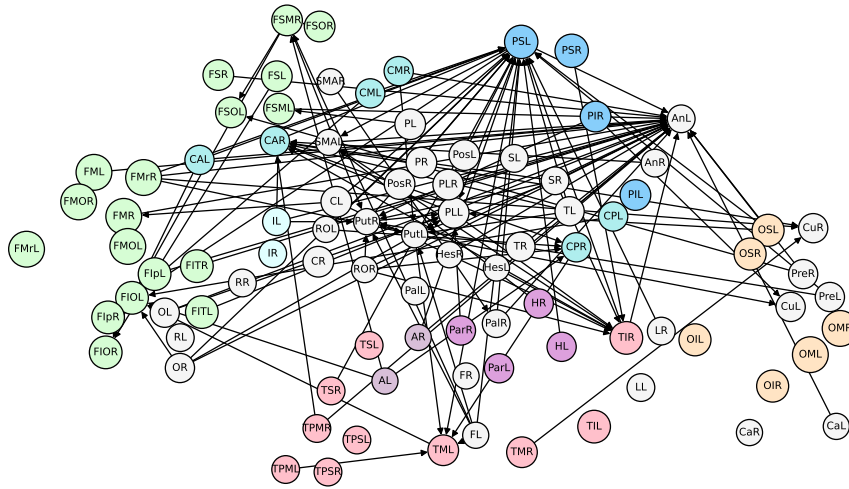 FSMR
FSOR
PSL
PSR
FSR
FSL
SMAR
CMR
CML
FSOL
FSML
PL
PIR
AnL
CAR
SMAL
CAL
PR
PosL
SL
AnR
FML
FMrR
PosR
PLR
SR
PIL
FMOR
FMR
CL
PLL
TL
CPL
IL
ROL
PutR
PutL
OSL
CuR
FMrL
FMOL
IR
HesR
TR
CPR
OSR
FIpL
FITR
CR
ROR
HesL
PreR
RR
PalL
PreL
FIOL
FIpR
OL
FITL
HR
CuL
RL
AR
ParR
PalR
TIR
LR
OIL
OMR
FIOR
OR
TSL
HL
OML
AL
FR
ParL
TSR
LL
OIR
TPMR
TPSL
FL
TML
TMR
TIL
CaR
CaL
TPML
TPSR